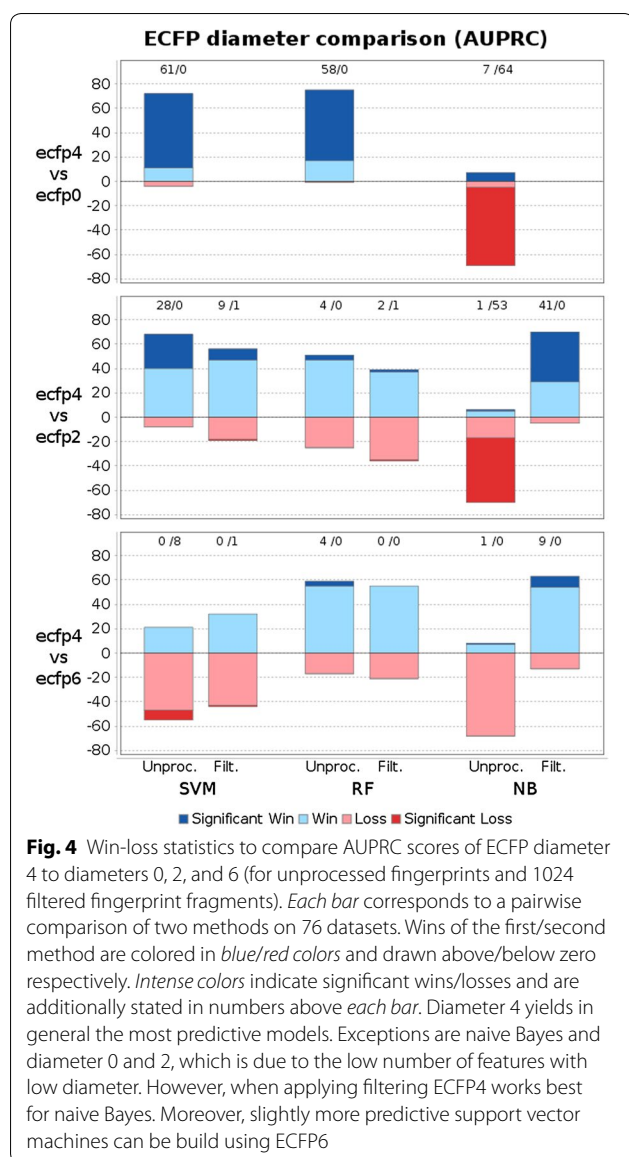 ECFP diameter comparison (AUPRC)
61/0 58/0 7 /64
80
60
40
20
0
-20
-40
-60
-80
ecfp4
vs
ecfp0
28/0 9 /1 4 /0 2 /1 1 /53 41/0
80
60
40
20
0
-20
-40
-60
-80
ecfp4
vs
ecfp2
0 /8 0 /1 4 /0 0 /0 1 /0 9 /0
80
60
40
20
0
-20
-40
-60
-80
ecfp4
vs
ecfp6
Unproc. Filt. Unproc. Filt. Unproc. Filt.
SVM RF NB
Significant Win Win Loss Significant Loss
Fig. 4 Win-loss statistics to compare AUPRC scores of ECFP diameter
4 to diameters 0, 2, and 6 (for unprocessed fingerprints and 1024
filtered fingerprint fragments). Each bar corresponds to a pairwise
comparison of two methods on 76 datasets. Wins of the first/second
method are colored in blue/red colors and drawn above/below zero
respectively. Intense colors indicate significant wins/losses and are
additionally stated in numbers above each bar. Diameter 4 yields in
general the most predictive models. Exceptions are naive Bayes and
diameter 0 and 2, which is due to the low number of features with
low diameter. However, when applying filtering ECFP4 works best
for naive Bayes. Moreover, slightly more predictive support vector
machines can be build using ECFP6